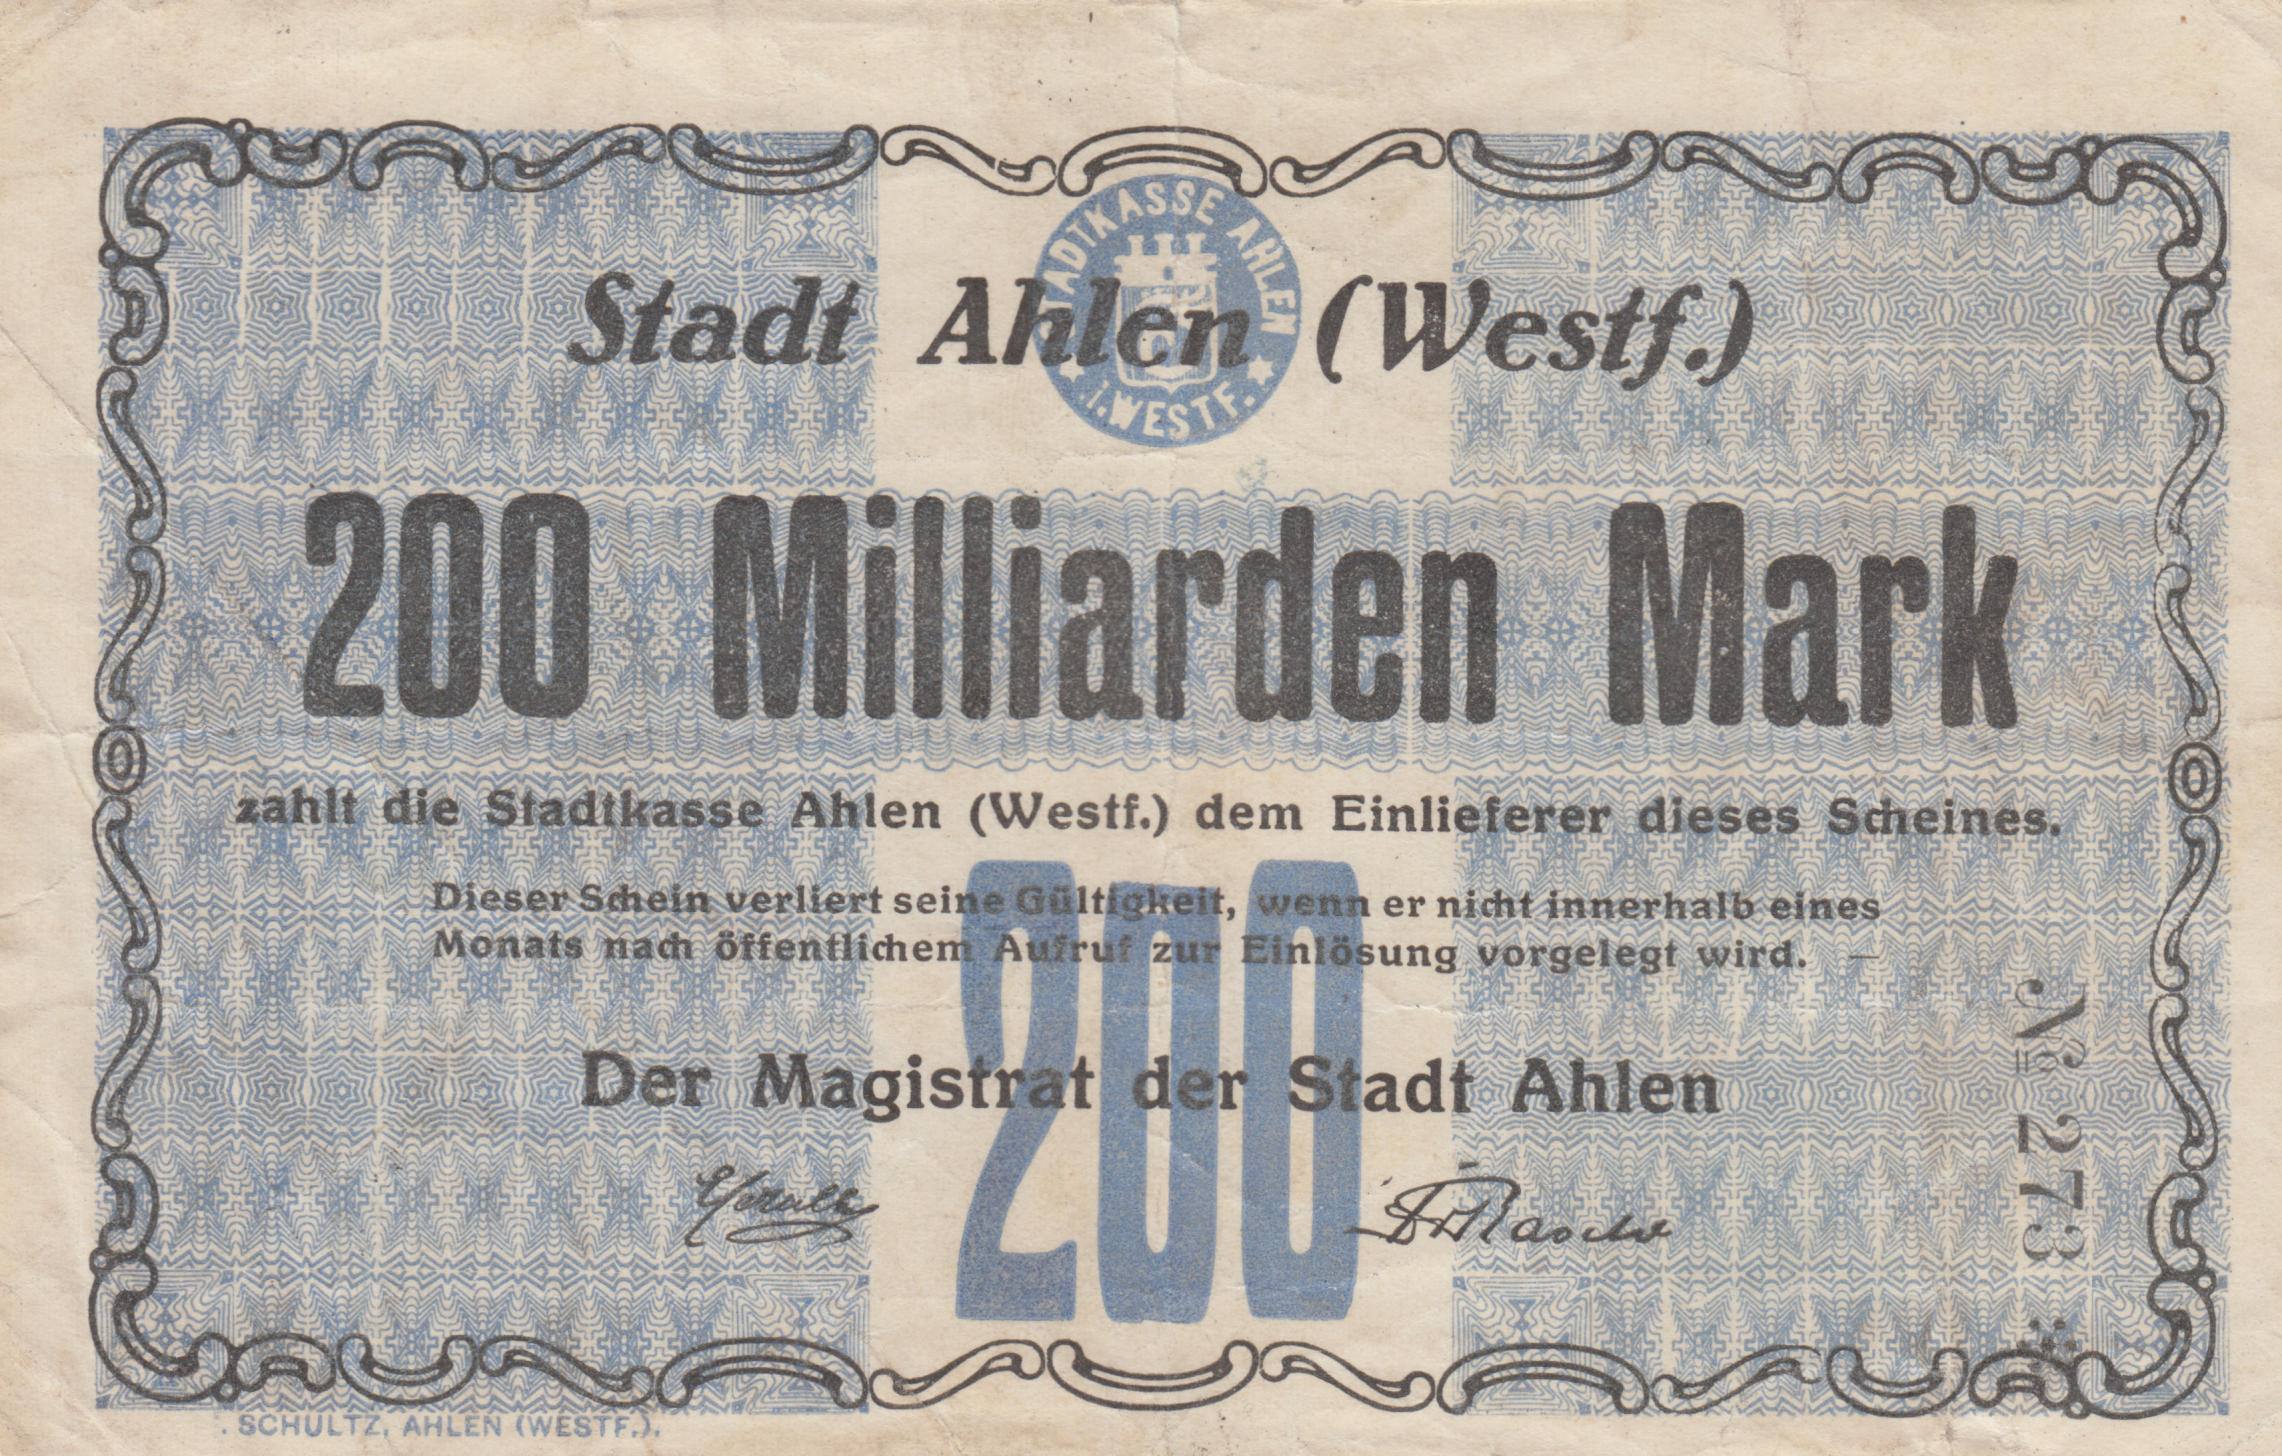 STADTKASSE AHLEN
I. WESTF.
Stadt Ahlen (Westf.)
200 Milliarden Mark
zahlt die Stadtkasse Ahlen (Westf.) dem Einlieferer dieses Scheines.
Dieser Schein verliert seine Gültigkeit, wenn er nicht innerhalb eines
Monats nach öffentlichem Aufruf zur Einlösung vorgelegt wird. —
200
Der Magistrat der Stadt Ahlen
Dr Rasche
№ 273 *
SCHULTZ, AHLEN (WESTF.).